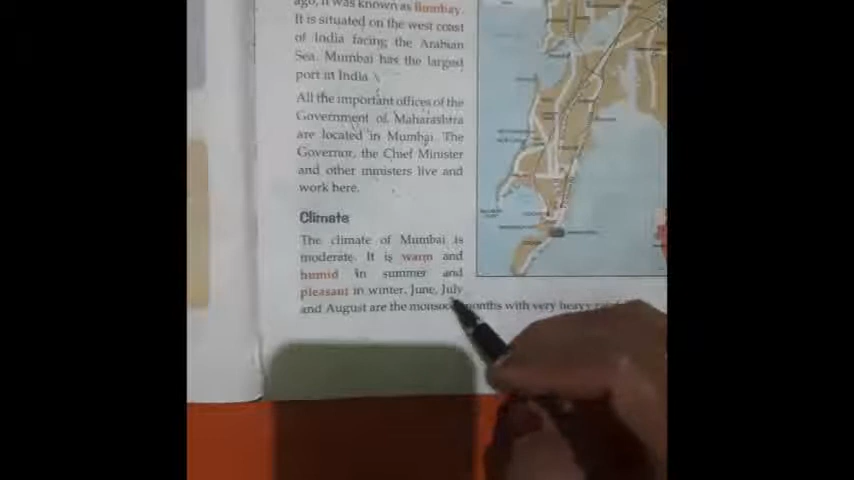 ago, it was known as Bombay.
It is situated on the west coast
of India facing the Arabian
Sea. Mumbai has the largest
port in India.
All the important offices of the
Government of Maharashtra
are located in Mumbai. The
Governor, the Chief Minister
and other ministers live and
work here.
Climate
The climate of Mumbai is
moderate. It is warm and
humid in summer and
pleasant in winter. June, July
and August are the monsoon months with very heavy